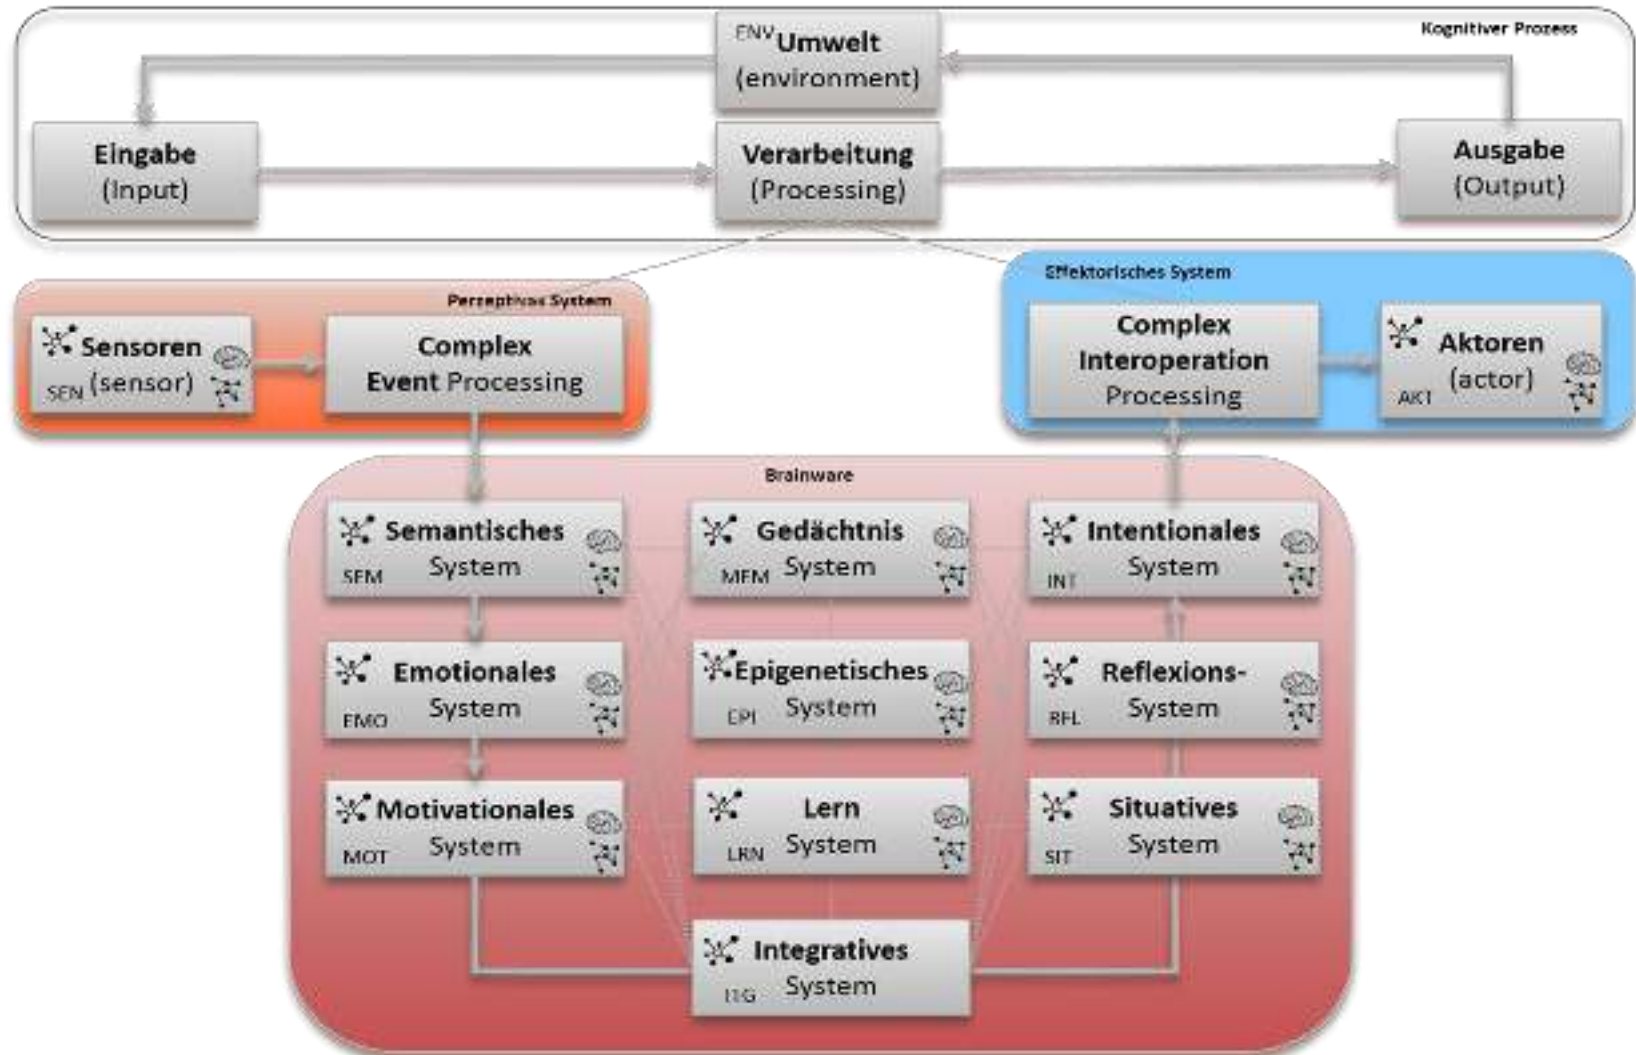 Kognitiver Prozess
ENV Umwelt
(environment)
Eingabe
(Input)
Verarbeitung
(Processing)
Ausgabe
(Output)
Perzeptives System
Sensoren
SEN (sensor)
Complex
Event Processing
Effektorisches System
Complex
Interoperation
Processing
Aktoren
AKT (actor)
Brainware
Semantisches
SEM System
Gedächtnis
MEM System
Intentionales
INT System
Emotionales
EMO System
Epigenetisches
EPI System
Reflexions-
RFL System
Motivationales
MOT System
Lern
LRN System
Situatives
SIT System
Integratives
System